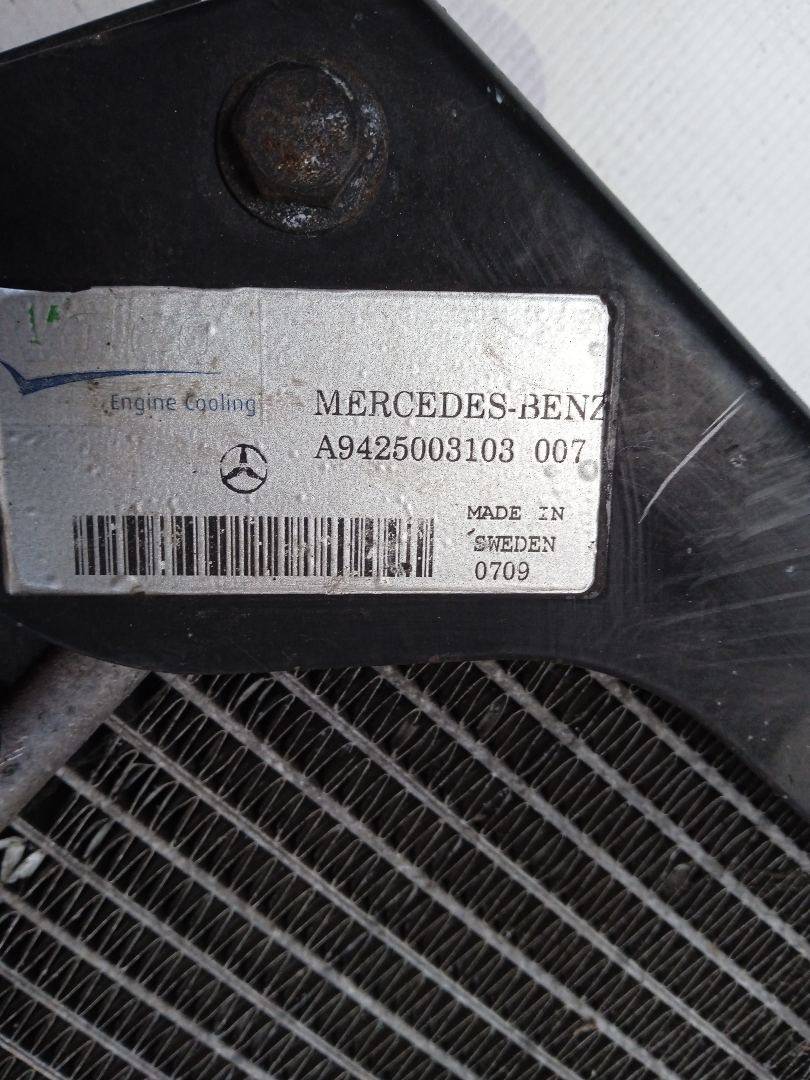 Engine Cooling
MERCEDES-BENZ
A9425003103 007
MADE IN
SWEDEN
0709